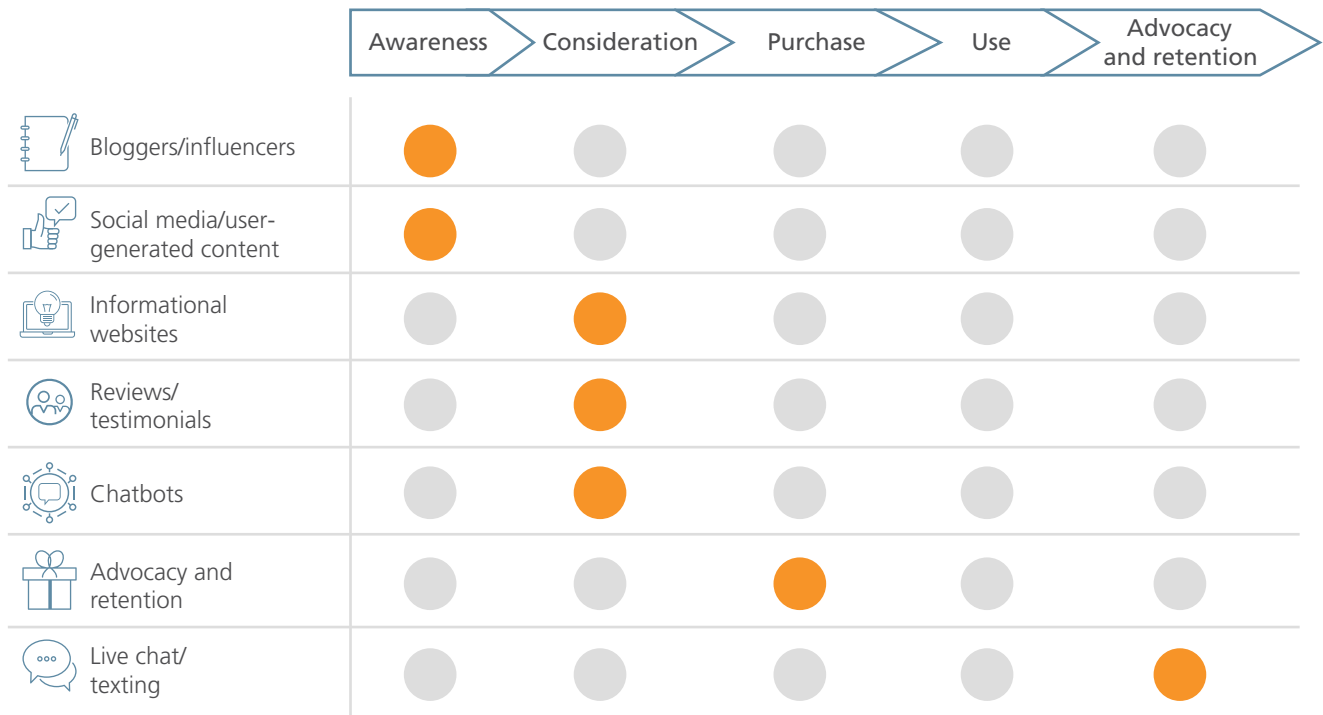 Awareness
Consideration
Purchase
Use
Advocacy
and retention
Bloggers/influencers
Social media/user-
generated content
Informational
websites
Reviews/
testimonials
Chatbots
Advocacy and
retention
Live chat/
texting